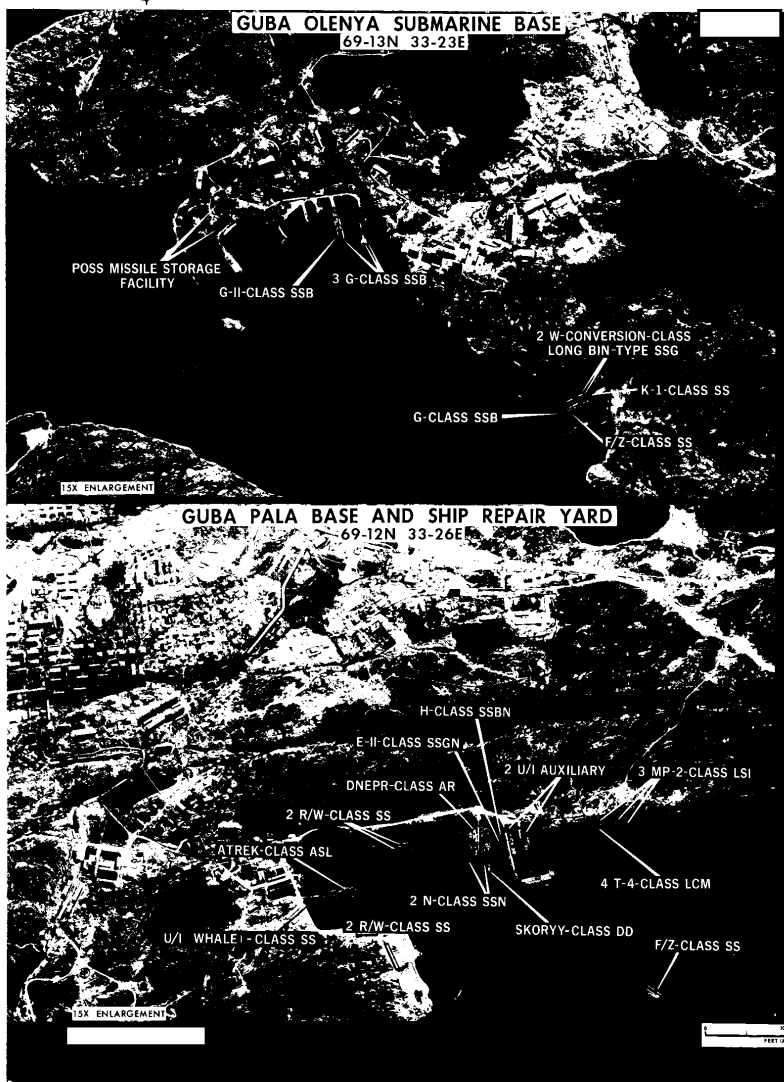 GUBA OLENYA SUBMARINE BASE
69-13N 33-23E
POSS MISSILE STORAGE
FACILITY
G-II-CLASS SSB
3 G-CLASS SSB
2 W-CONVERSION-CLASS
LONG BIN-TYPE SSG
K-1-CLASS SS
G-CLASS SSB
F/Z-CLASS SS
15X ENLARGEMENT
GUBA PALA BASE AND SHIP REPAIR YARD
69-12N 33-26E
H-CLASS SSBN
E-II-CLASS SSGN
2 U/I AUXILIARY
DNEPR-CLASS AR
3 MP-2-CLASS LSI
2 R/W-CLASS SS
ATREK-CLASS ASL
4 T-4-CLASS LCM
2 N-CLASS SSN
2 R/W-CLASS SS
SKORYY-CLASS DD
U/I WHALE -CLASS SS
F/Z-CLASS SS
15X ENLARGEMENT
0
FEET